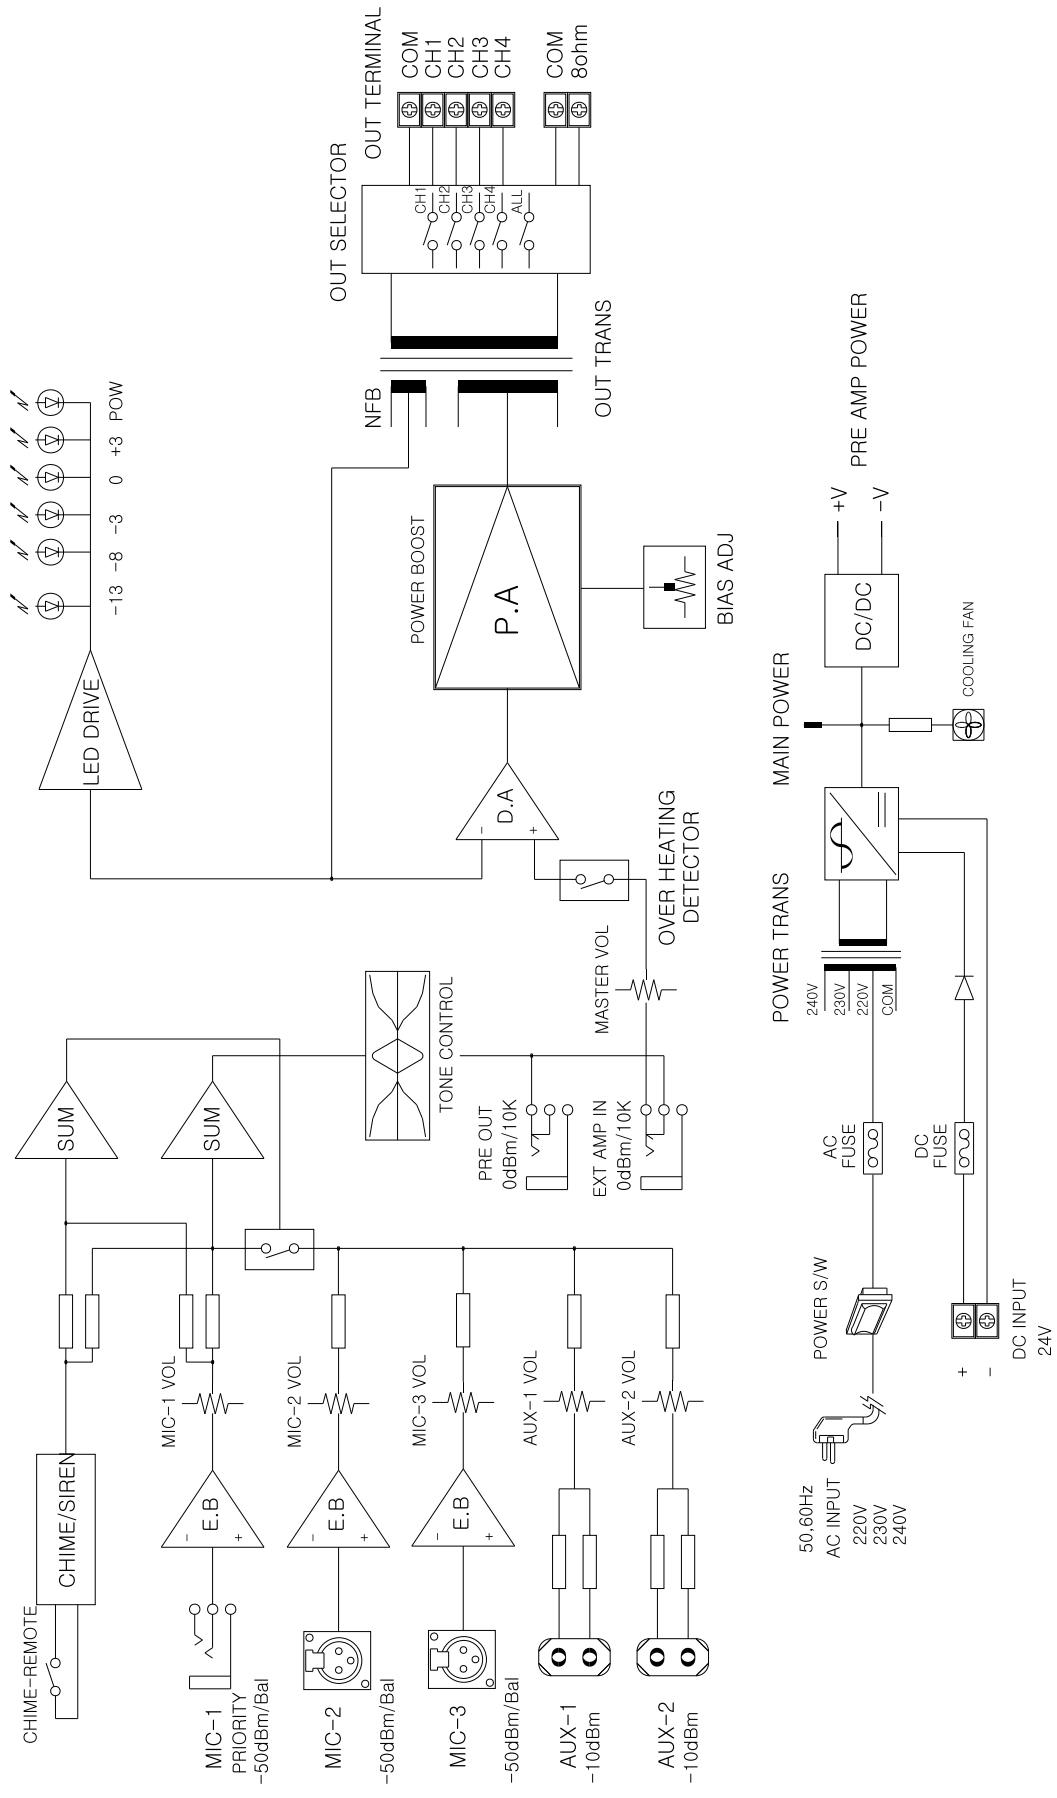 CHIME-REMOTE
CHIME/SIREN
MIC-1
PRIORITY
-50dBm/Bal
E.B
-
+
MIC-1 VOL
MIC-2
-50dBm/Bal
E.B
-
+
MIC-2 VOL
MIC-3
-50dBm/Bal
E.B
-
+
MIC-3 VOL
AUX-1
-10dBm
AUX-1 VOL
AUX-2
-10dBm
AUX-2 VOL
SUM
SUM
TONE CONTROL
PRE OUT
0dBm/10K
EXT AMP IN
0dBm/10K
MASTER VOL
OVER HEATING
DETECTOR
D.A
-
+
LED DRIVE
-13
-8
-3
0
+3
POW
POWER BOOST
P.A
BIAS ADJ
NFB
OUT TRANS
OUT SELECTOR
CH1
CH2
CH3
CH4
ALL
OUT TERMINAL
COM
CH1
CH2
CH3
CH4
COM
8ohm
50,60Hz
AC INPUT
220V
230V
240V
POWER S/W
AC
FUSE
DC
FUSE
+
-
DC INPUT
24V
POWER TRANS
240V
230V
220V
COM
MAIN POWER
COOLING FAN
DC/DC
+V
-V
PRE AMP POWER